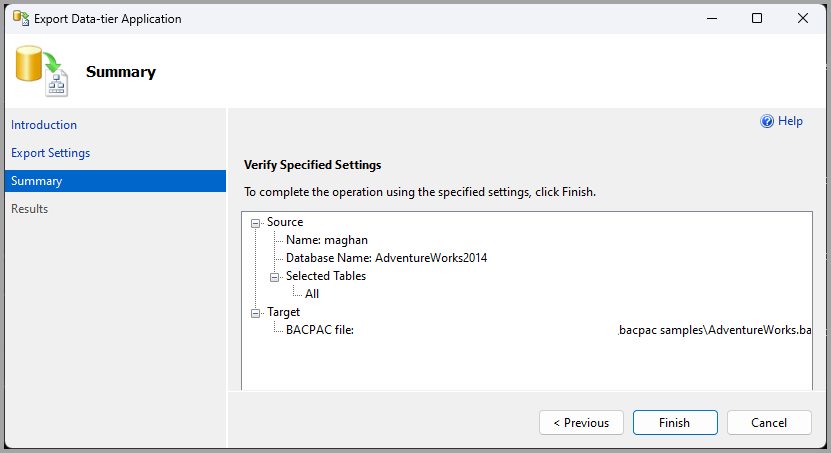 Export Data-tier Application
Summary
Introduction
Export Settings
Summary
Results
Help
Verify Specified Settings
To complete the operation using the specified settings, click Finish.
Source
Name: maghan
Database Name: AdventureWorks2014
Selected Tables
All
Target
BACPAC file: bacpac samples\AdventureWorks.ba
< Previous
Finish
Cancel